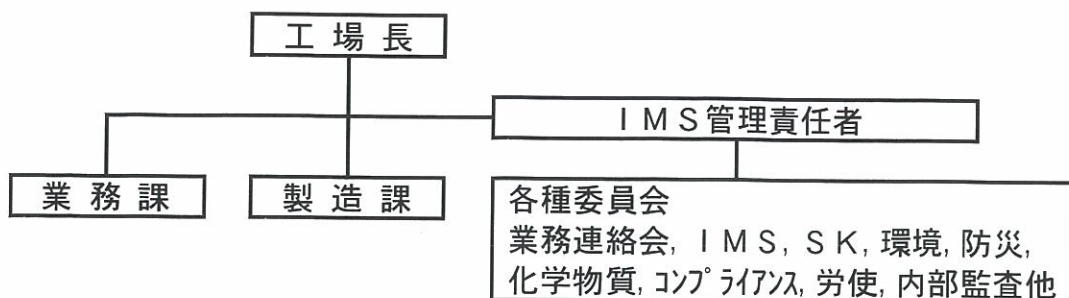 工 場 長
ＩＭＳ管理責任者
業 務 課
製 造 課
各種委員会
業務連絡会, ＩＭＳ, ＳＫ, 環境, 防災,
化学物質, ｺﾝﾌﾟﾗｲｱﾝｽ, 労使, 内部監査他